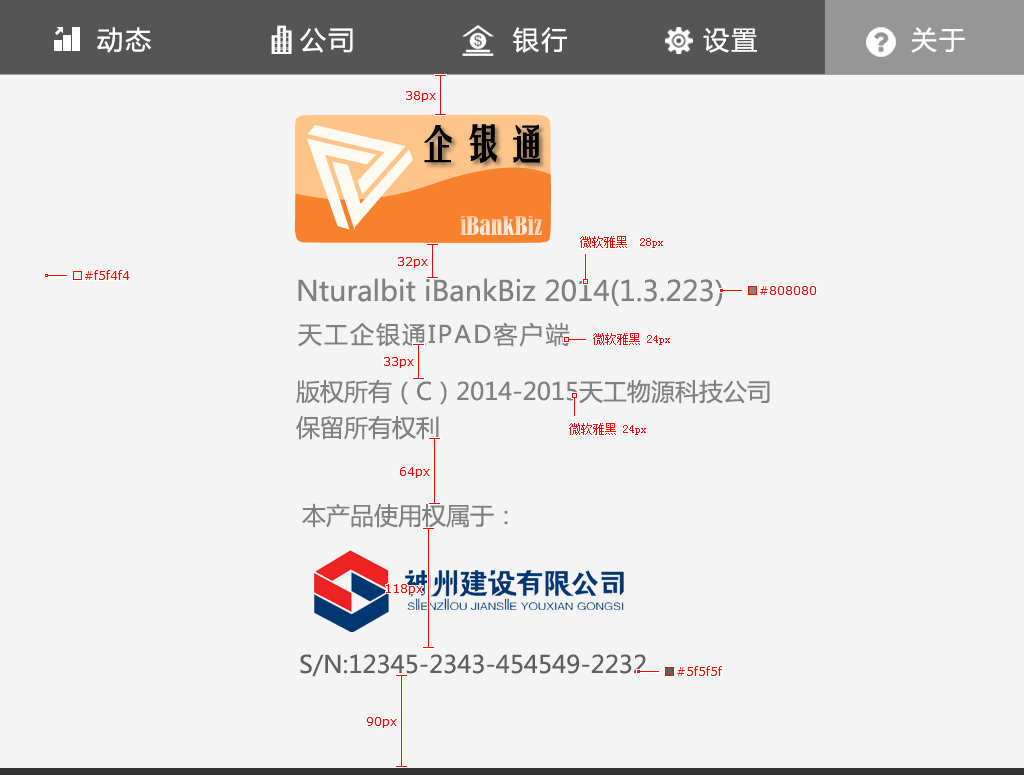 动态 公司 银行 设置 关于
38px
企银通
iBankBiz
微软雅黑 28px
32px
#f5f4f4
Nturalbit iBankBiz 2014(1.3.223)
#808080
天工企银通IPAD客户端
微软雅黑 24px
33px
版权所有（C）2014-2015天工物源科技公司
保留所有权利
微软雅黑 24px
64px
本产品使用权属于：
神州建设有限公司
118px
SIIENZIIOU JIANSIIE YOUXIAN GONGSI
S/N:12345-2343-454549-2232
#5f5f5f
90px